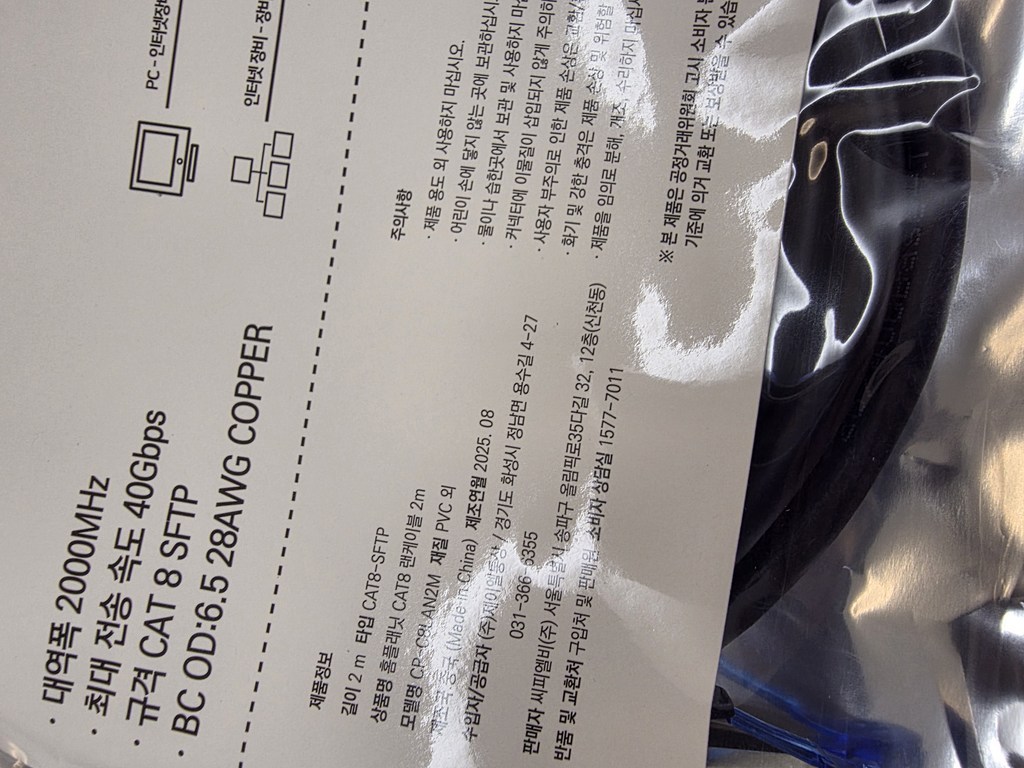 · 대역폭 2000MHz
· 최대 전송 속도 40Gbps
· 규격 CAT 8 SFTP
· BC OD:6.5 28AWG COPPER
PC - 인터넷장
인터넷 장비 - 장비
제품정보
길이 2 m 타입 CAT8-SFTP
상품명 홈플래닛 CAT8 랜케이블 2m
모델명 CP-C8LAN2M 재질 PVC 외
제조국 중국 (Made in China) 제조연월 2025. 08
수입자/공급자 (주)제이엘통상 / 경기도 화성시 정남면 용수길 4-27
031-366-5355
판매자 씨피엘비(주) 서울특별시 송파구 올림픽로35다길 32, 12층(신천동)
반품 및 교환처 구입처 및 판매원 소비자 상담실 1577-7011
주의사항
· 제품 용도 외 사용하지 마십시오.
· 어린이 손에 닿지 않는 곳에 보관하십시
· 물이나 습한곳에서 보관 및 사용하지 마십
· 커넥터에 이물질이 삽입되지 않게 주의하
· 사용자 부주의로 인한 제품 손상은 교환/
· 화기 및 강한 충격은 제품 손상 및 위험할
· 제품을 임의로 분해, 개조, 수리하지 마십시
※ 본 제품은 공정거래위원회 고시 소비자 분
기준에 의거 교환 또는 보상받을 수 있습